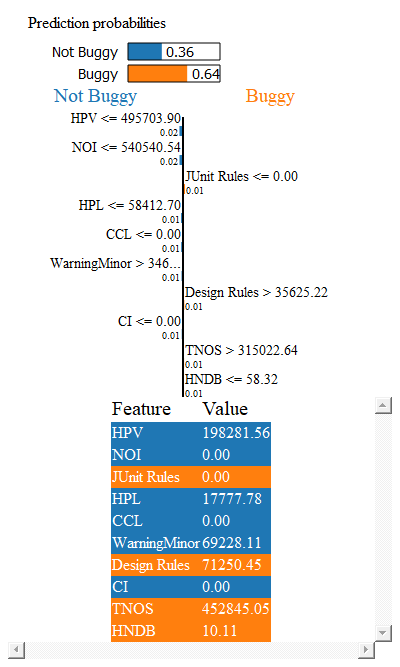 Prediction probabilities
Not Buggy 0.36
Buggy 0.64
Not Buggy Buggy
HPV <= 495703.90
0.02
NOI <= 540540.54
0.02
JUnit Rules <= 0.00
0.01
HPL <= 58412.70
0.01
CCL <= 0.00
0.01
WarningMinor > 346...
0.01
Design Rules > 35625.22
0.01
CI <= 0.00
0.01
TNOS > 315022.64
0.01
HNDB <= 58.32
0.01
Feature Value
HPV 198281.56
NOI 0.00
JUnit Rules 0.00
HPL 17777.78
CCL 0.00
WarningMinor 69228.11
Design Rules 71250.45
CI 0.00
TNOS 452845.05
HNDB 10.11